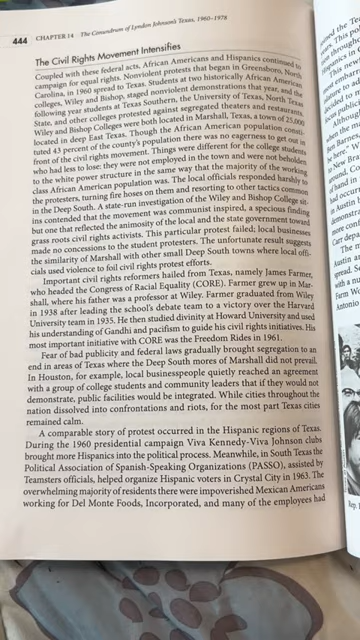 444 CHAPTER 14 The Conundrum of Lyndon Johnson's Texas, 1960–1978
The Civil Rights Movement Intensifies
Coupled with these federal acts, African Americans and Hispanics continued to
campaign for equal rights. Nonviolent protests that began in Greensboro, North
Carolina, in 1960 spread to Texas. Students at two historically African American
colleges, Wiley and Bishop, staged nonviolent demonstrations that year, and the
following year students at Texas Southern, the University of Texas, North Texas
State, and other colleges protested against segregated theaters and restaurants.
Wiley and Bishop Colleges were both located in Marshall, Texas, a town of 25,000
located in deep East Texas. Though the African American population consti-
tuted 43 percent of the county's population there was no eagerness to get out in
front of the civil rights movement. Things were different for the college students
who had less to lose: they were not employed in the town and were not beholden
to the white power structure in the same way that the majority of the working
class African American population was. The local officials responded harshly to
the protesters, turning fire hoses on them and resorting to other tactics common
in the Deep South. A state-run investigation of the Wiley and Bishop College sit-
ins contended that the movement was communist inspired, a specious finding
but one that reflected the animosity of the local and the state government toward
grass roots civil rights activists. This particular protest failed; local businesses
made no concessions to the student protesters. The unfortunate result suggests
the similarity of Marshall with other small Deep South towns where local offi-
cials used violence to foil civil rights protest efforts.
Important civil rights reformers hailed from Texas, namely James Farmer,
who headed the Congress of Racial Equality (CORE). Farmer grew up in Mar-
shall, where his father was a professor at Wiley. Farmer graduated from Wiley
in 1938 after leading the school's debate team to a victory over the Harvard
University team in 1935. He then studied divinity at Howard University and used
his understanding of Gandhi and pacifism to guide his civil rights initiatives. His
most important initiative with CORE was the Freedom Rides in 1961.
Fear of bad publicity and federal laws gradually brought segregation to an
end in areas of Texas where the Deep South mores of Marshall did not prevail.
In Houston, for example, local businesspeople quietly reached an agreement
with a group of college students and community leaders that if they would not
demonstrate, public facilities would be integrated. While cities throughout the
nation dissolved into confrontations and riots, for the most part Texas cities
remained calm.
A comparable story of protest occurred in the Hispanic regions of Texas.
During the 1960 presidential campaign Viva Kennedy-Viva Johnson clubs
brought more Hispanics into the political process. Meanwhile, in South Texas the
Political Association of Spanish-Speaking Organizations (PASSO), assisted by
Teamsters officials, helped organize Hispanic voters in Crystal City in 1963. The
overwhelming majority of residents there were impoverished Mexican Americans
working for Del Monte Foods, Incorporated, and many of the employees had